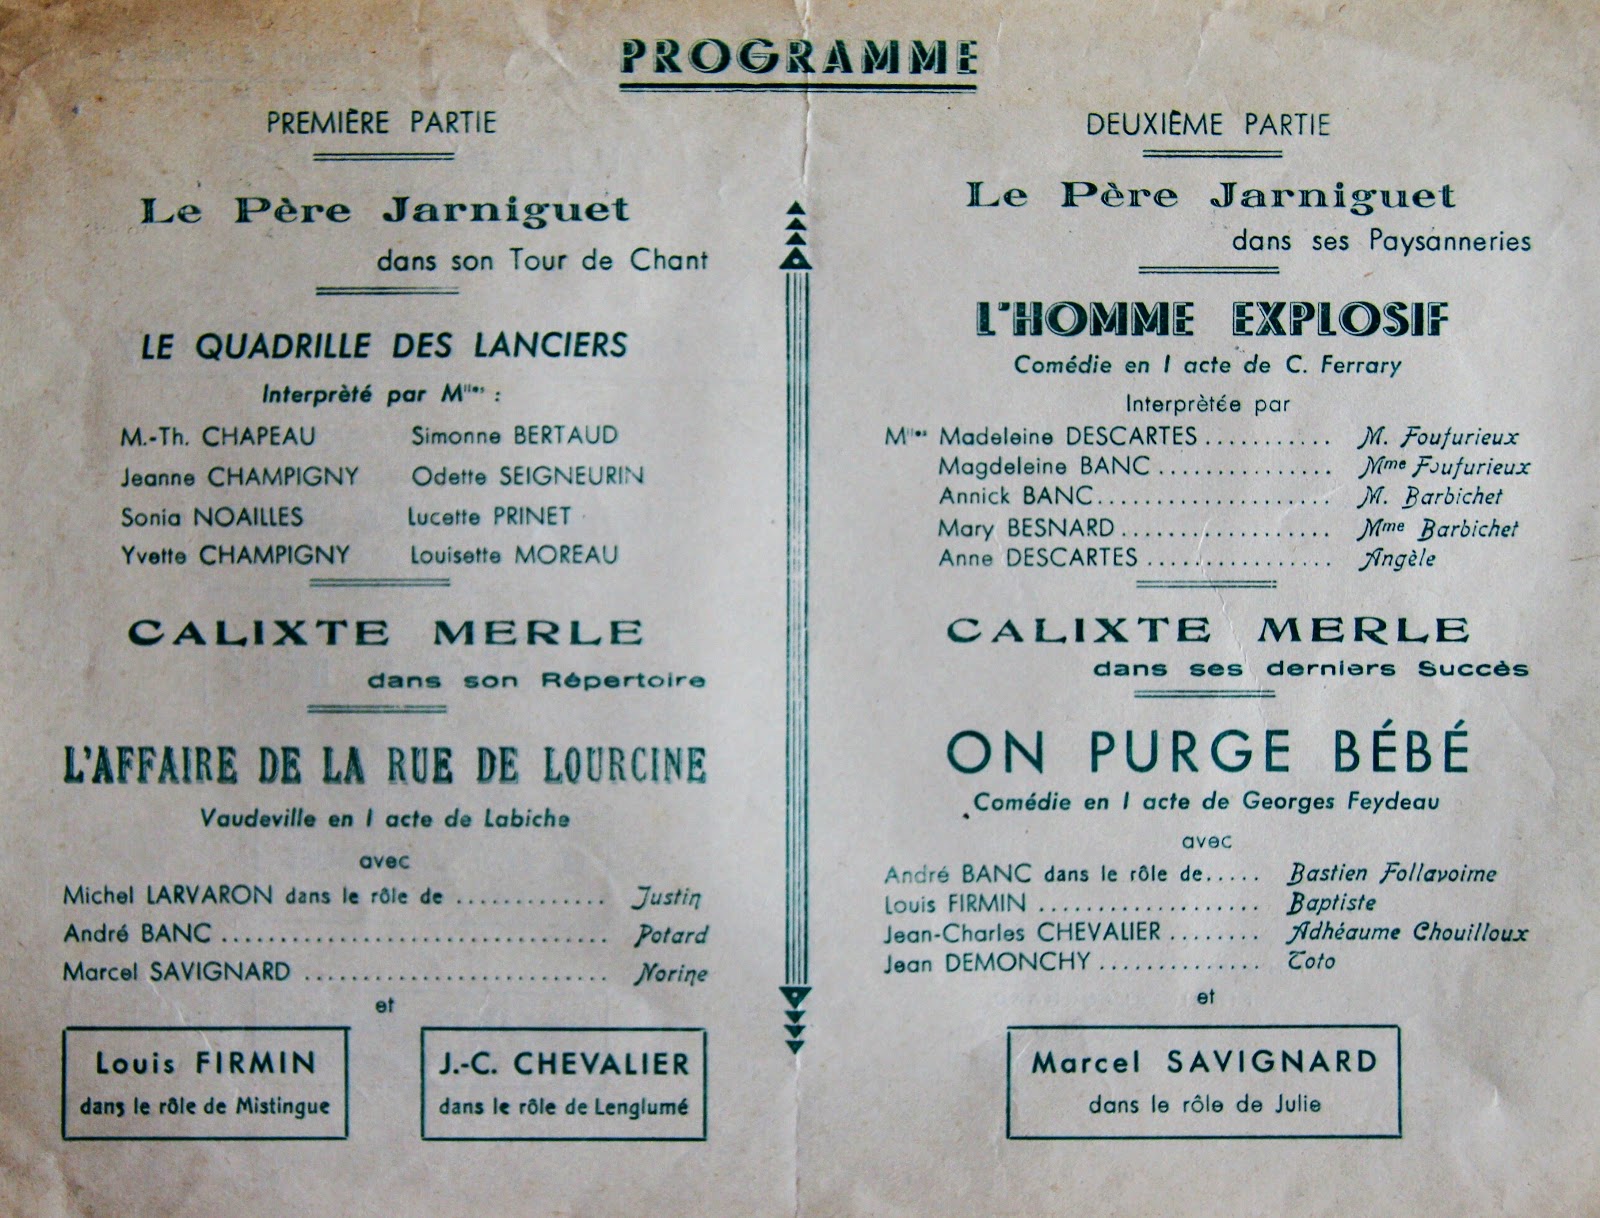 PROGRAMME
PREMIÈRE PARTIE
Le Père Jarniguet
dans son Tour de Chant
LE QUADRILLE DES LANCIERS
Interprèté par Mlles :
M.-Th. CHAPEAU Simonne BERTAUD
Jeanne CHAMPIGNY Odette SEIGNEURIN
Sonia NOAILLES Lucette PRINET
Yvette CHAMPIGNY Louisette MOREAU
CALIXTE MERLE
dans son Répertoire
L'AFFAIRE DE LA RUE DE LOURCINE
Vaudeville en 1 acte de Labiche
avec
Michel LARVARON dans le rôle de ............. Justin
André BANC ................................. Potard
Marcel SAVIGNARD .......................... Norine
et
Louis FIRMIN
dans le rôle de Mistingue
J.-C. CHEVALIER
dans le rôle de Lenglumé
DEUXIÈME PARTIE
Le Père Jarniguet
dans ses Paysanneries
L'HOMME EXPLOSIF
Comédie en 1 acte de C. Ferrary
Interprètée par
Mlles Madeleine DESCARTES ........... M. Foufurieux
Magdeleine BANC ............... Mme Foufurieux
Annick BANC .................... M. Barbichet
Mary BESNARD .................. Mme Barbichet
Anne DESCARTES ................ Angèle
CALIXTE MERLE
dans ses derniers Succès
ON PURGE BÉBÉ
Comédie en 1 acte de Georges Feydeau
avec
André BANC dans le rôle de..... Bastien Follavoime
Louis FIRMIN ................... Baptiste
Jean-Charles CHEVALIER ........ Adhéaume Chouilloux
Jean DEMONCHY .............. Toto
et
Marcel SAVIGNARD
dans le rôle de Julie